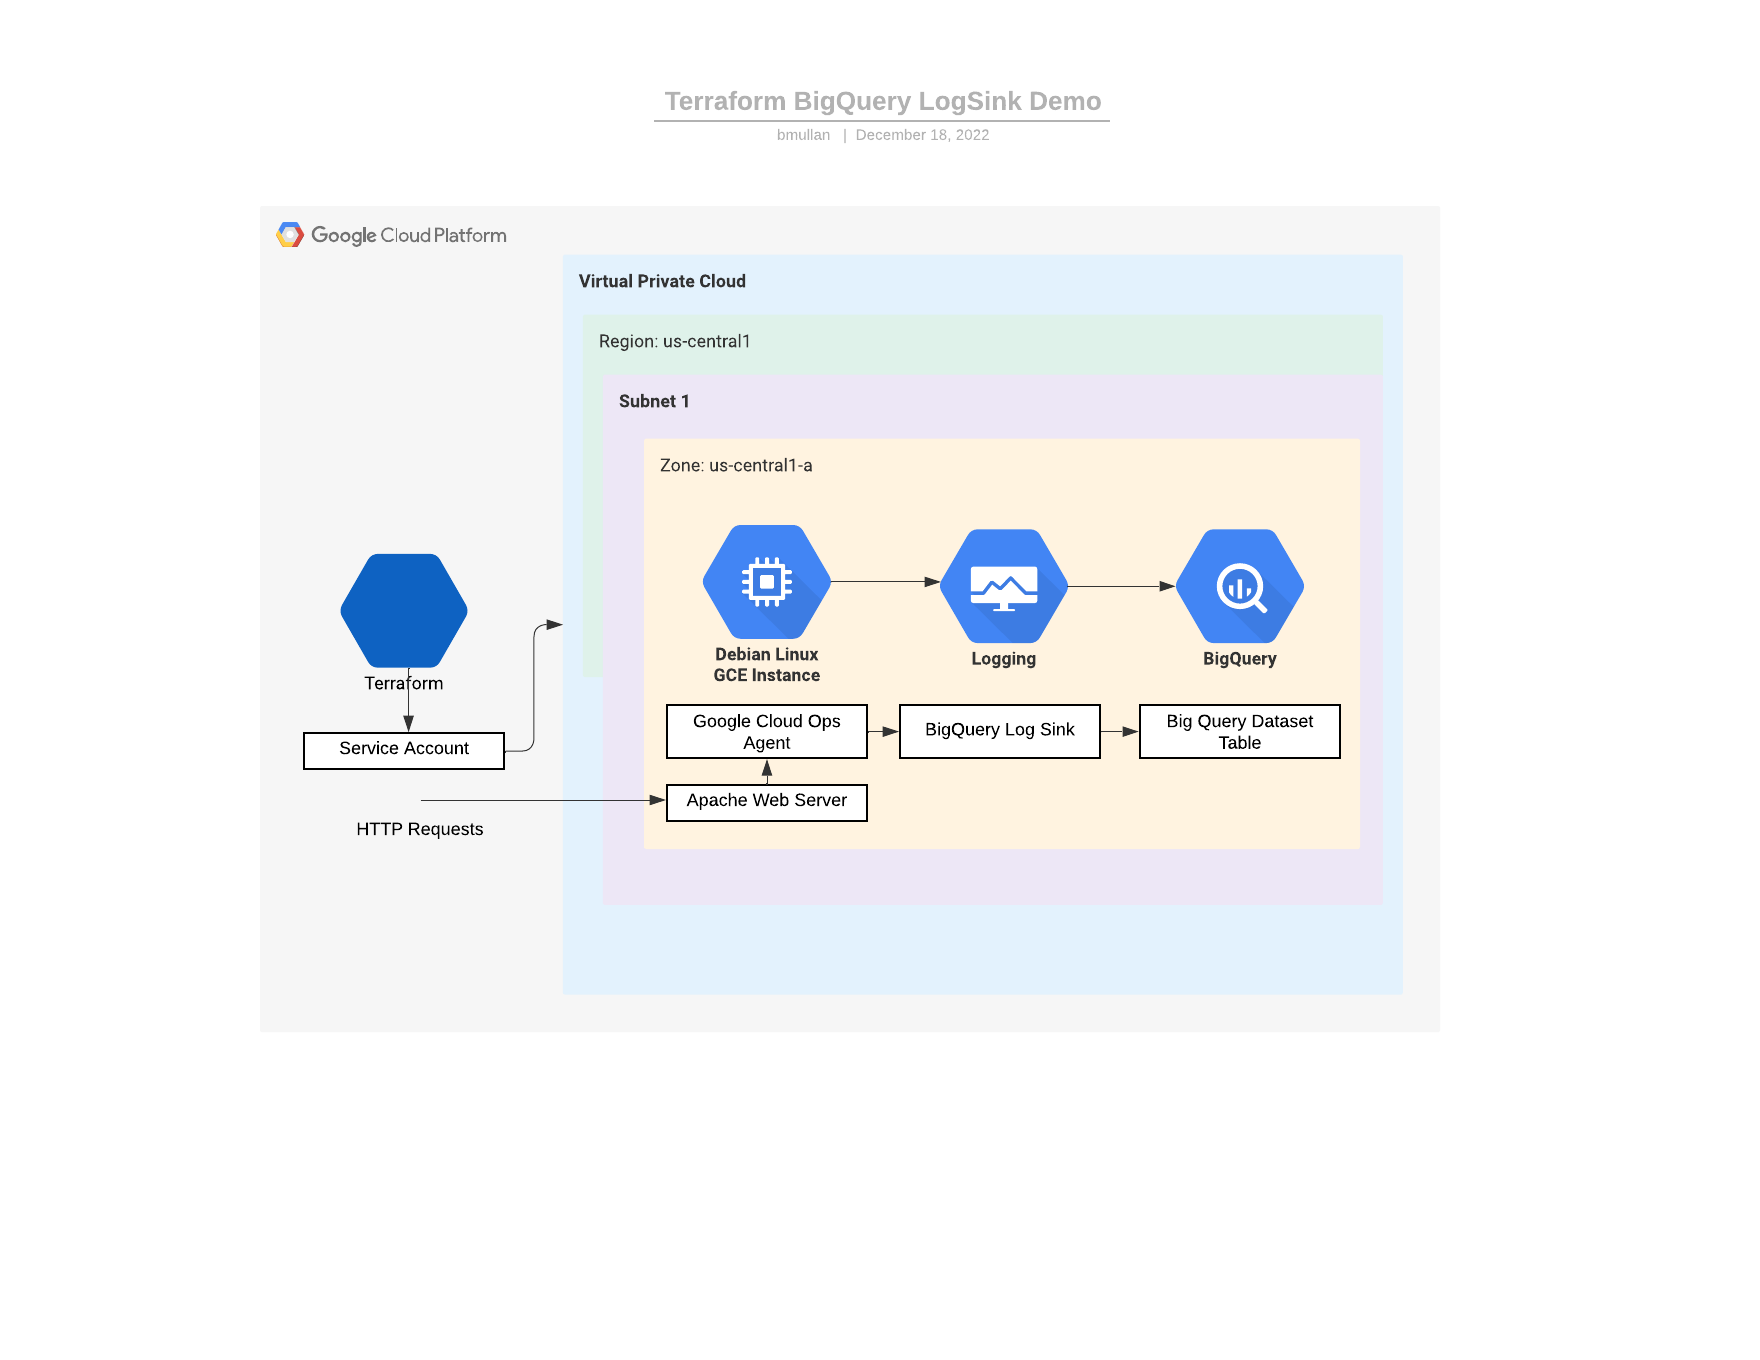 Terraform BigQuery LogSink Demo
bmullan | December 18, 2022
Google Cloud Platform
Virtual Private Cloud
Region: us-central1
Subnet 1
Zone: us-central1-a
Debian Linux
GCE Instance
Logging
BigQuery
Terraform
Service Account
Google Cloud Ops
Agent
BigQuery Log Sink
Big Query Dataset
Table
Apache Web Server
HTTP Requests